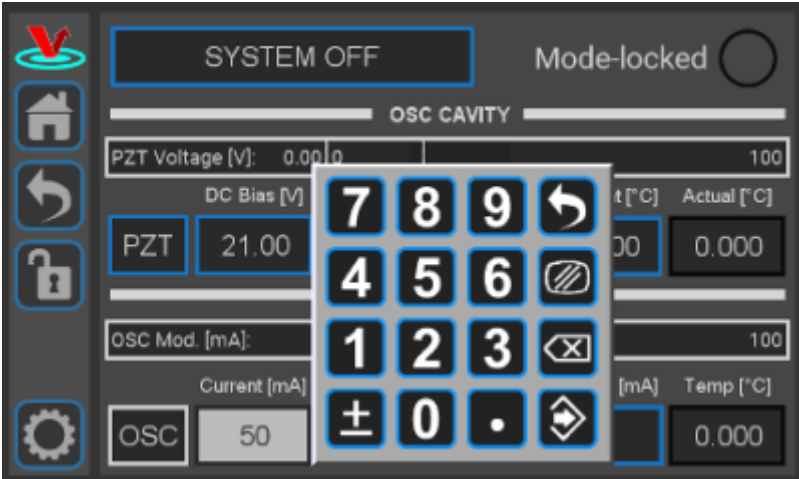 SYSTEM OFF
Mode-locked
OSC CAVITY
PZT Voltage [V]: 0.00 0 100
DC Bias [V] t [°C] Actual [°C]
PZT 21.00 00 0.000
OSC Mod. [mA]: 100
Current [mA] [mA] Temp [°C]
OSC 50 0.000
7 8 9
4 5 6
1 2 3
± 0 .